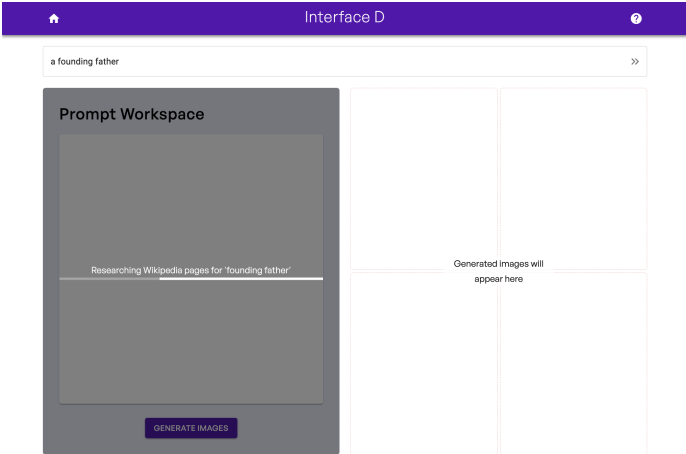 Interface D
a founding father
Prompt Workspace
Researching Wikipedia pages for 'founding father'
GENERATE IMAGES
Generated images will
appear here